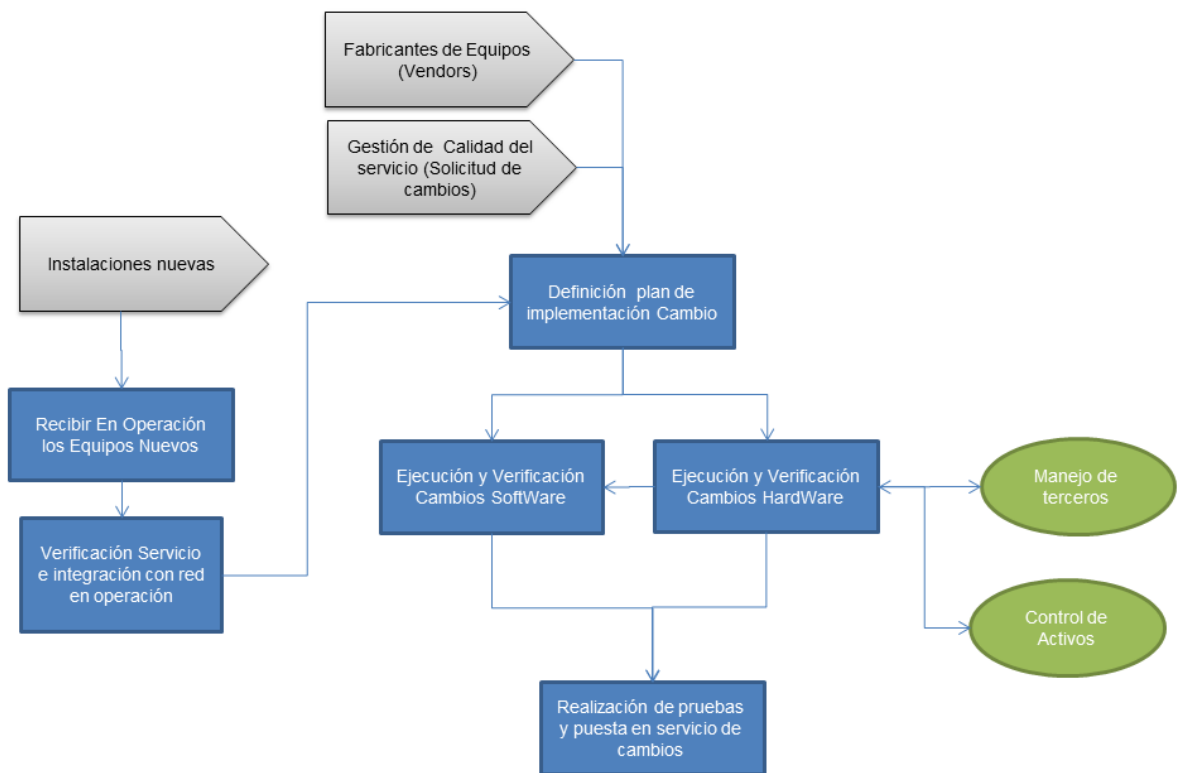 Fabricantes de Equipos
(Vendors)
Gestión de Calidad del
servicio (Solicitud de
cambios)
Instalaciones nuevas
Definición plan de
implementación Cambio
Recibir En Operación
los Equipos Nuevos
Ejecución y Verificación
Cambios SoftWare
Ejecución y Verificación
Cambios HardWare
Manejo de
terceros
Verificación Servicio
e integración con red
en operación
Control de
Activos
Realización de pruebas
y puesta en servicio de
cambios